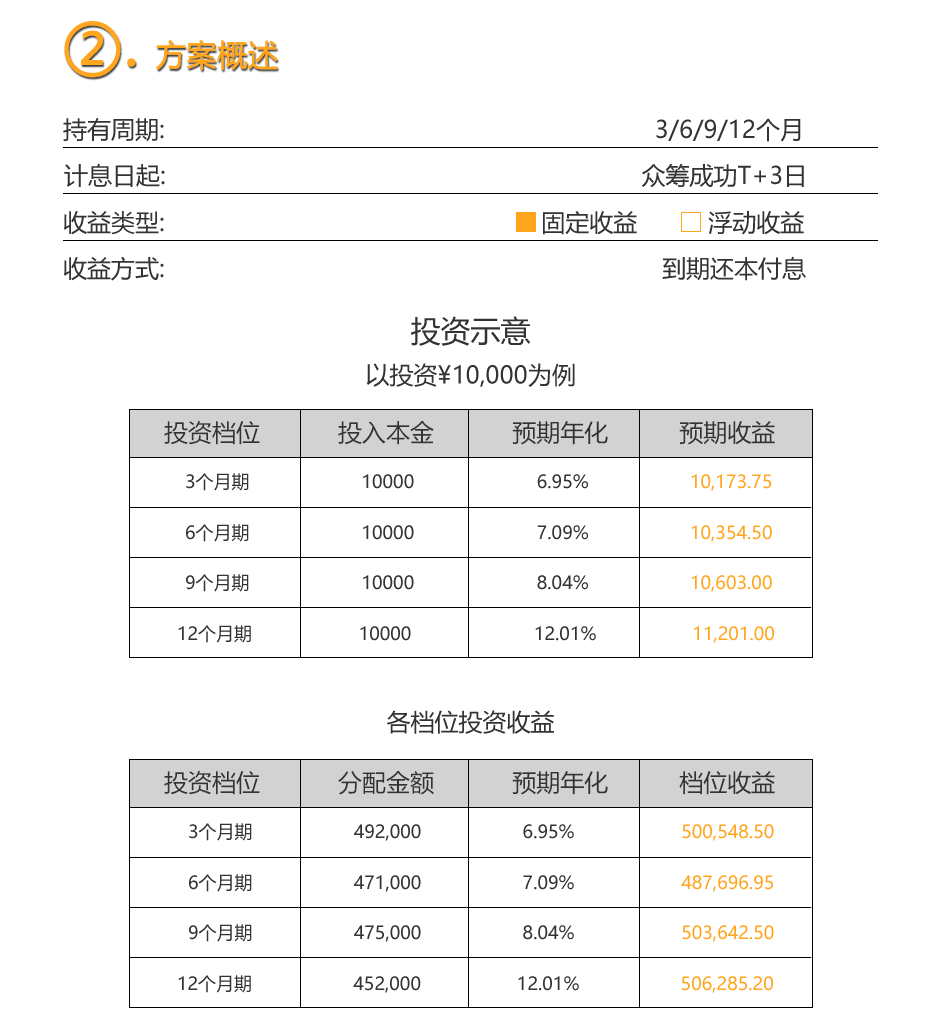 2. 方案概述
持有周期: 3/6/9/12个月
计息日起: 众筹成功T+3日
收益类型: 固定收益 浮动收益
收益方式: 到期还本付息
投资示意
以投资¥10,000为例
投资档位 投入本金 预期年化 预期收益
3个月期 10000 6.95% 10,173.75
6个月期 10000 7.09% 10,354.50
9个月期 10000 8.04% 10,603.00
12个月期 10000 12.01% 11,201.00
各档位投资收益
投资档位 分配金额 预期年化 档位收益
3个月期 492,000 6.95% 500,548.50
6个月期 471,000 7.09% 487,696.95
9个月期 475,000 8.04% 503,642.50
12个月期 452,000 12.01% 506,285.20